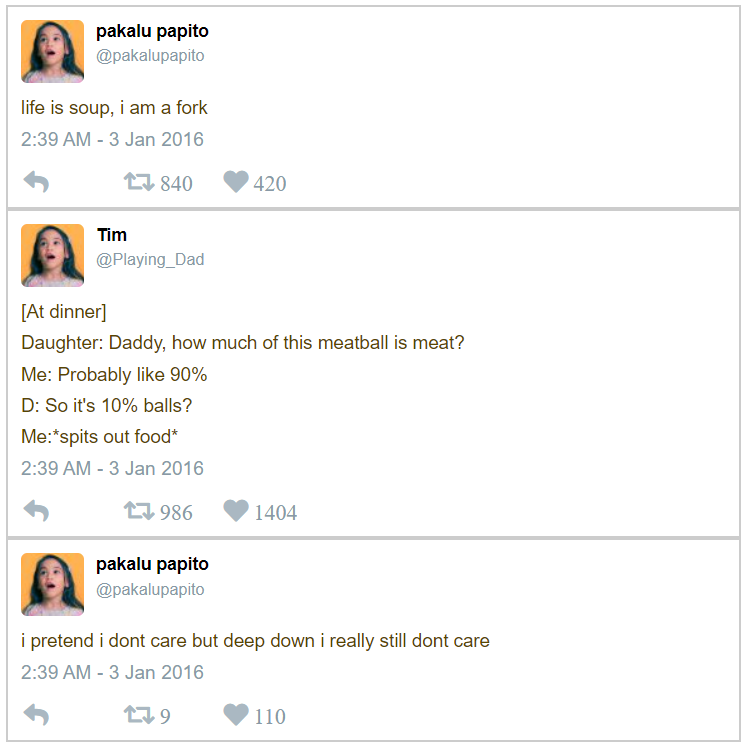 pakalu papito
@pakalupapito
life is soup, i am a fork
2:39 AM - 3 Jan 2016
840 420
Tim
@Playing_Dad
[At dinner]
Daughter: Daddy, how much of this meatball is meat?
Me: Probably like 90%
D: So it's 10% balls?
Me:*spits out food*
2:39 AM - 3 Jan 2016
986 1404
pakalu papito
@pakalupapito
i pretend i dont care but deep down i really still dont care
2:39 AM - 3 Jan 2016
9 110